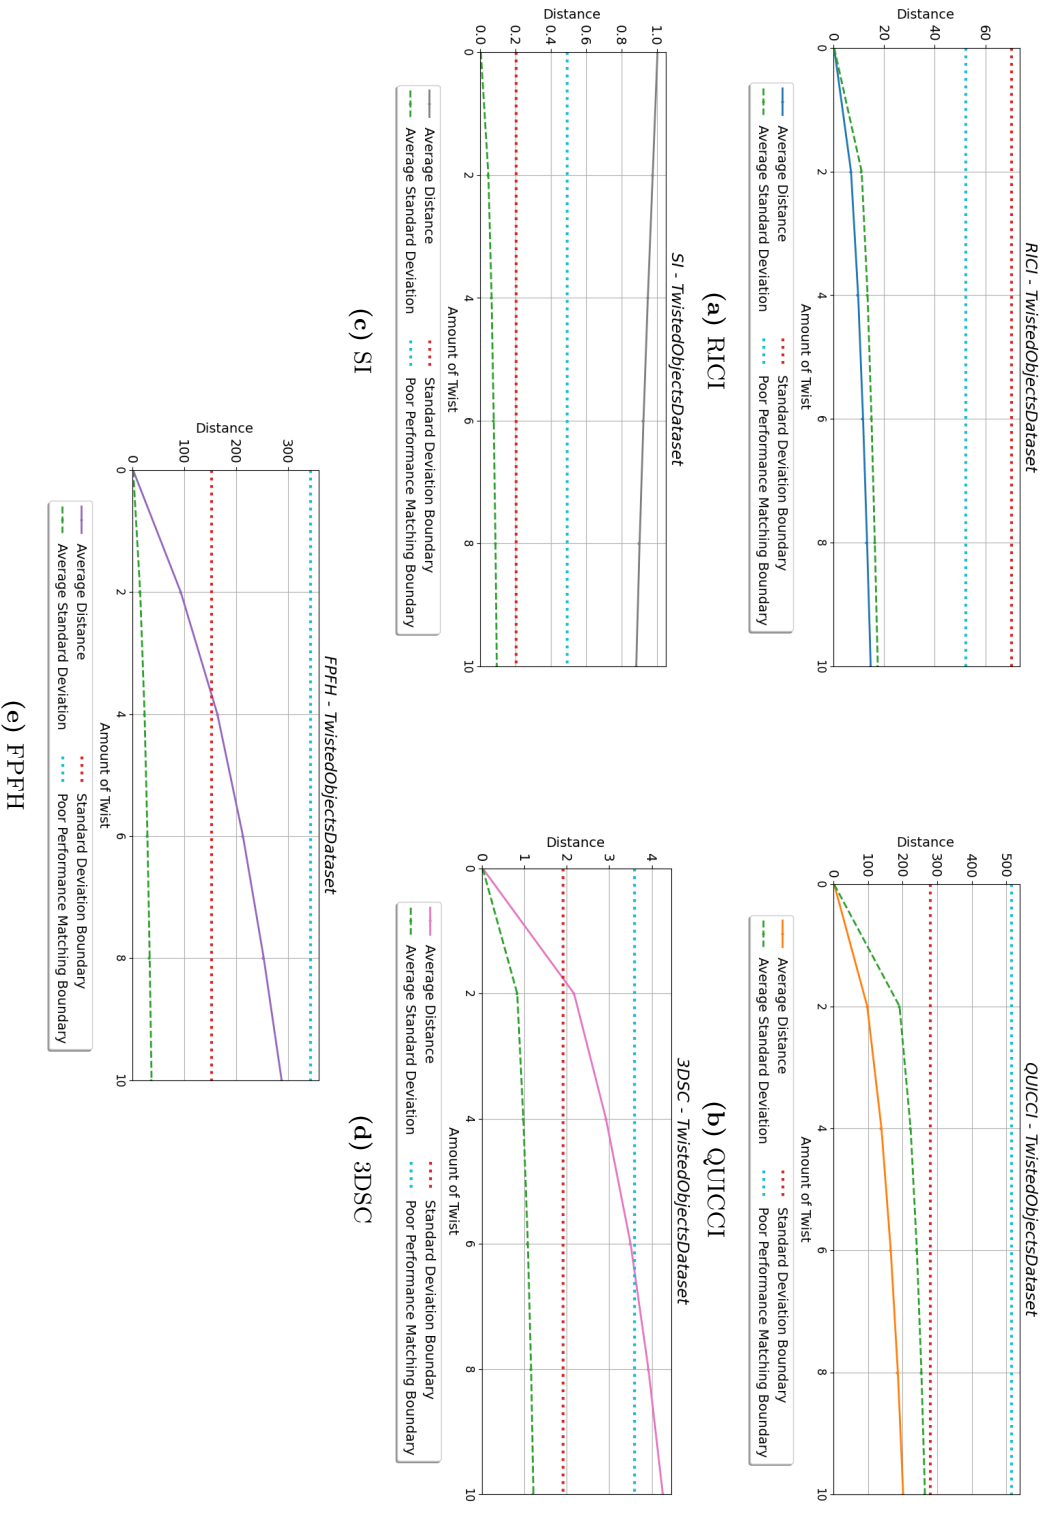 RICI - TwistedObjectsDataset
Distance
0
20
40
60
0
2
4
6
8
10
Amount of Twist
Average Distance
Average Standard Deviation
Standard Deviation Boundary
Poor Performance Matching Boundary
(a) RICI
QUICCI - TwistedObjectsDataset
Distance
0
100
200
300
400
500
0
2
4
6
8
10
Amount of Twist
Average Distance
Average Standard Deviation
Standard Deviation Boundary
Poor Performance Matching Boundary
(b) QUICCI
SI - TwistedObjectsDataset
Distance
0.0
0.2
0.4
0.6
0.8
1.0
0
2
4
6
8
10
Amount of Twist
Average Distance
Average Standard Deviation
Standard Deviation Boundary
Poor Performance Matching Boundary
(c) SI
3DSC - TwistedObjectsDataset
Distance
0
1
2
3
4
0
2
4
6
8
10
Amount of Twist
Average Distance
Average Standard Deviation
Standard Deviation Boundary
Poor Performance Matching Boundary
(d) 3DSC
FPFH - TwistedObjectsDataset
Distance
0
100
200
300
0
2
4
6
8
10
Amount of Twist
Average Distance
Average Standard Deviation
Standard Deviation Boundary
Poor Performance Matching Boundary
(e) FPFH